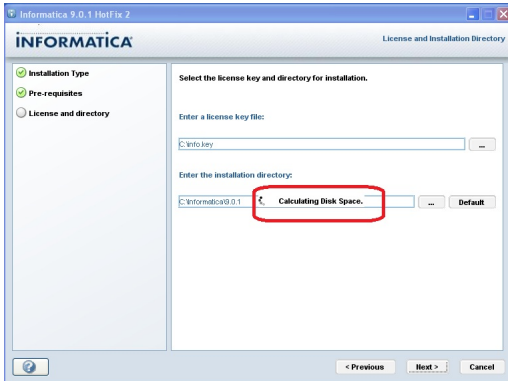 Informatica 9.0.1 HotFix 2
INFORMATICA
License and Installation Directory
Installation Type
Pre-requisites
License and directory
Select the license key and directory for installation.
Enter a license key file:
C:\info.key
...
Enter the installation directory:
C:\Informatica\9.0.1
Calculating Disk Space.
...
Default
?
< Previous
Next >
Cancel